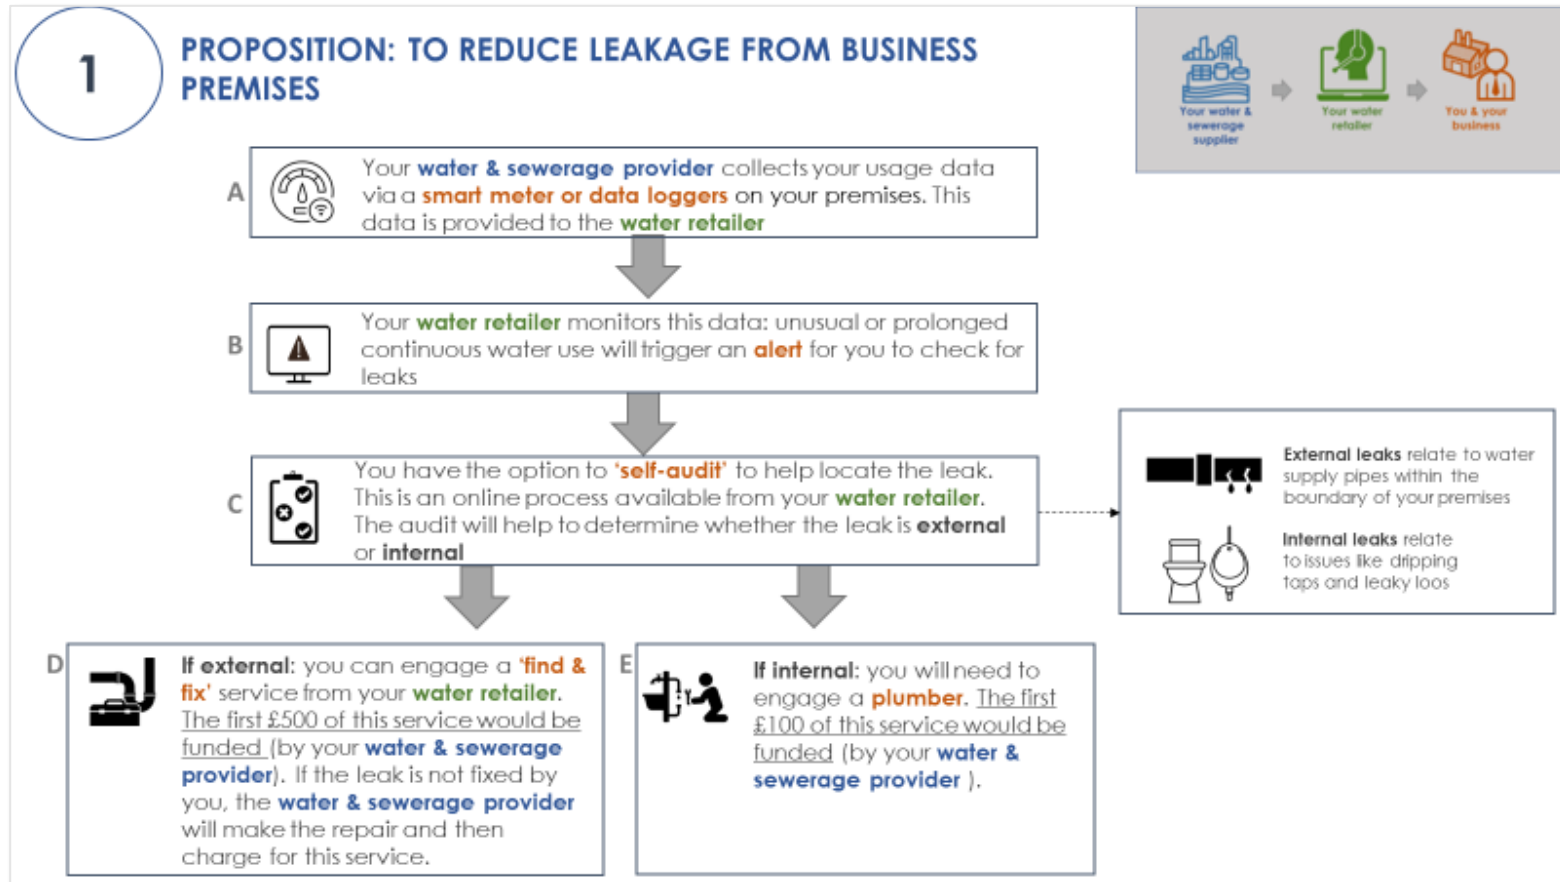 1
PROPOSITION: TO REDUCE LEAKAGE FROM BUSINESS
PREMISES
Your water &
sewerage
supplier
Your water
retailer
You & your
business
A
Your water & sewerage provider collects your usage data
via a smart meter or data loggers on your premises. This
data is provided to the water retailer
B
Your water retailer monitors this data: unusual or prolonged
continuous water use will trigger an alert for you to check for
leaks
C
You have the option to ‘self-audit’ to help locate the leak.
This is an online process available from your water retailer.
The audit will help to determine whether the leak is external
or internal
External leaks relate to water
supply pipes within the
boundary of your premises
Internal leaks relate
to issues like dripping
taps and leaky loos
D
If external: you can engage a ‘find &
fix’ service from your water retailer.
The first £500 of this service would be
funded (by your water & sewerage
provider). If the leak is not fixed by
you, the water & sewerage provider
will make the repair and then
charge for this service.
E
If internal: you will need to
engage a plumber. The first
£100 of this service would be
funded (by your water &
sewerage provider ).